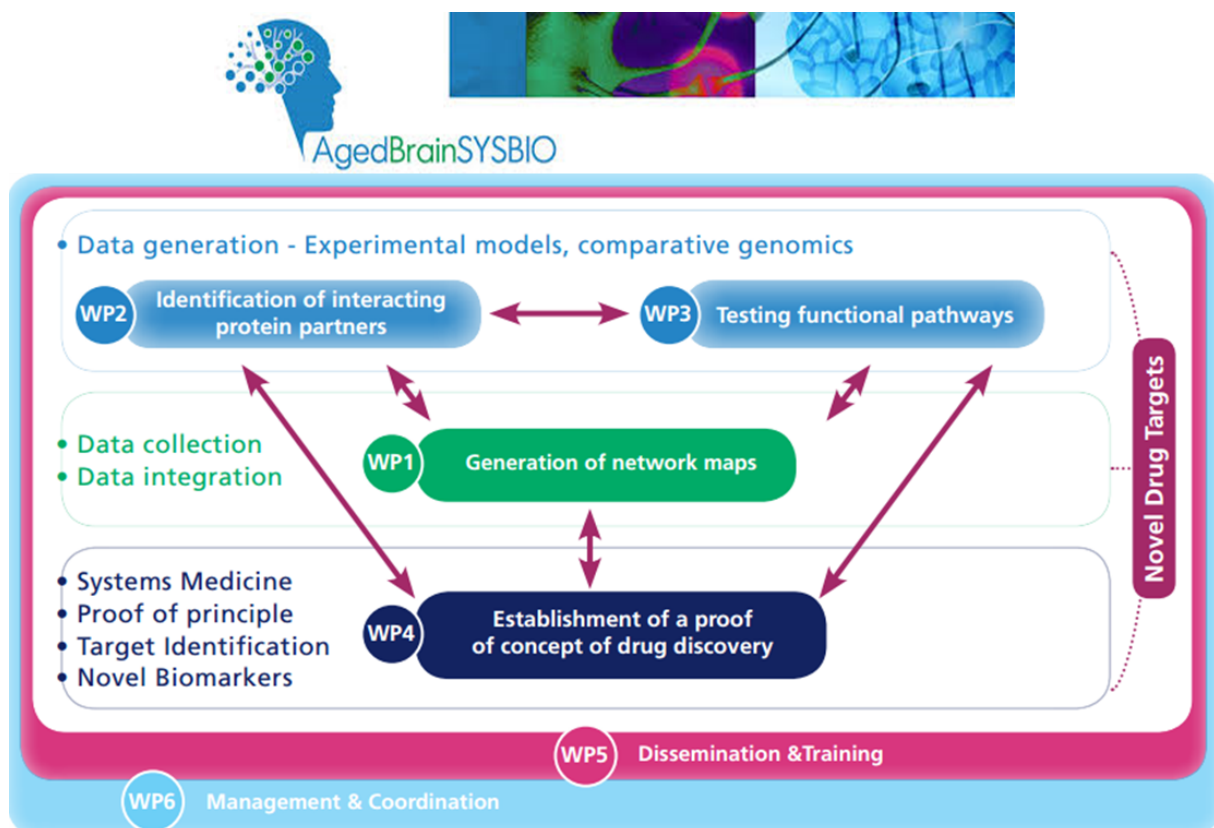 AgedBrainSYSBIO
• Data generation - Experimental models, comparative genomics
WP2
Identification of interacting
protein partners
WP3
Testing functional pathways
• Data collection
• Data integration
WP1
Generation of network maps
• Systems Medicine
• Proof of principle
• Target Identification
• Novel Biomarkers
WP4
Establishment of a proof
of concept of drug discovery
Novel Drug Targets
WP5
Dissemination &Training
WP6
Management & Coordination